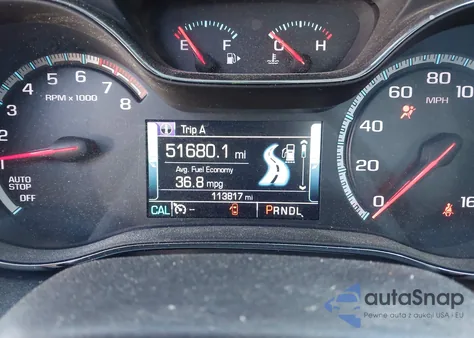 E F C H
1 2 3 4 5 6 7 8
RPM x 1000
AUTO
STOP
OFF
Trip A
51680.1 mi
Avg. Fuel Economy
36.8 mpg
113817 mi
CAL -- PRNDL
0 20 40 60 80 100
MPH
autoSnap
Pewne auta z aukcji USA i EU